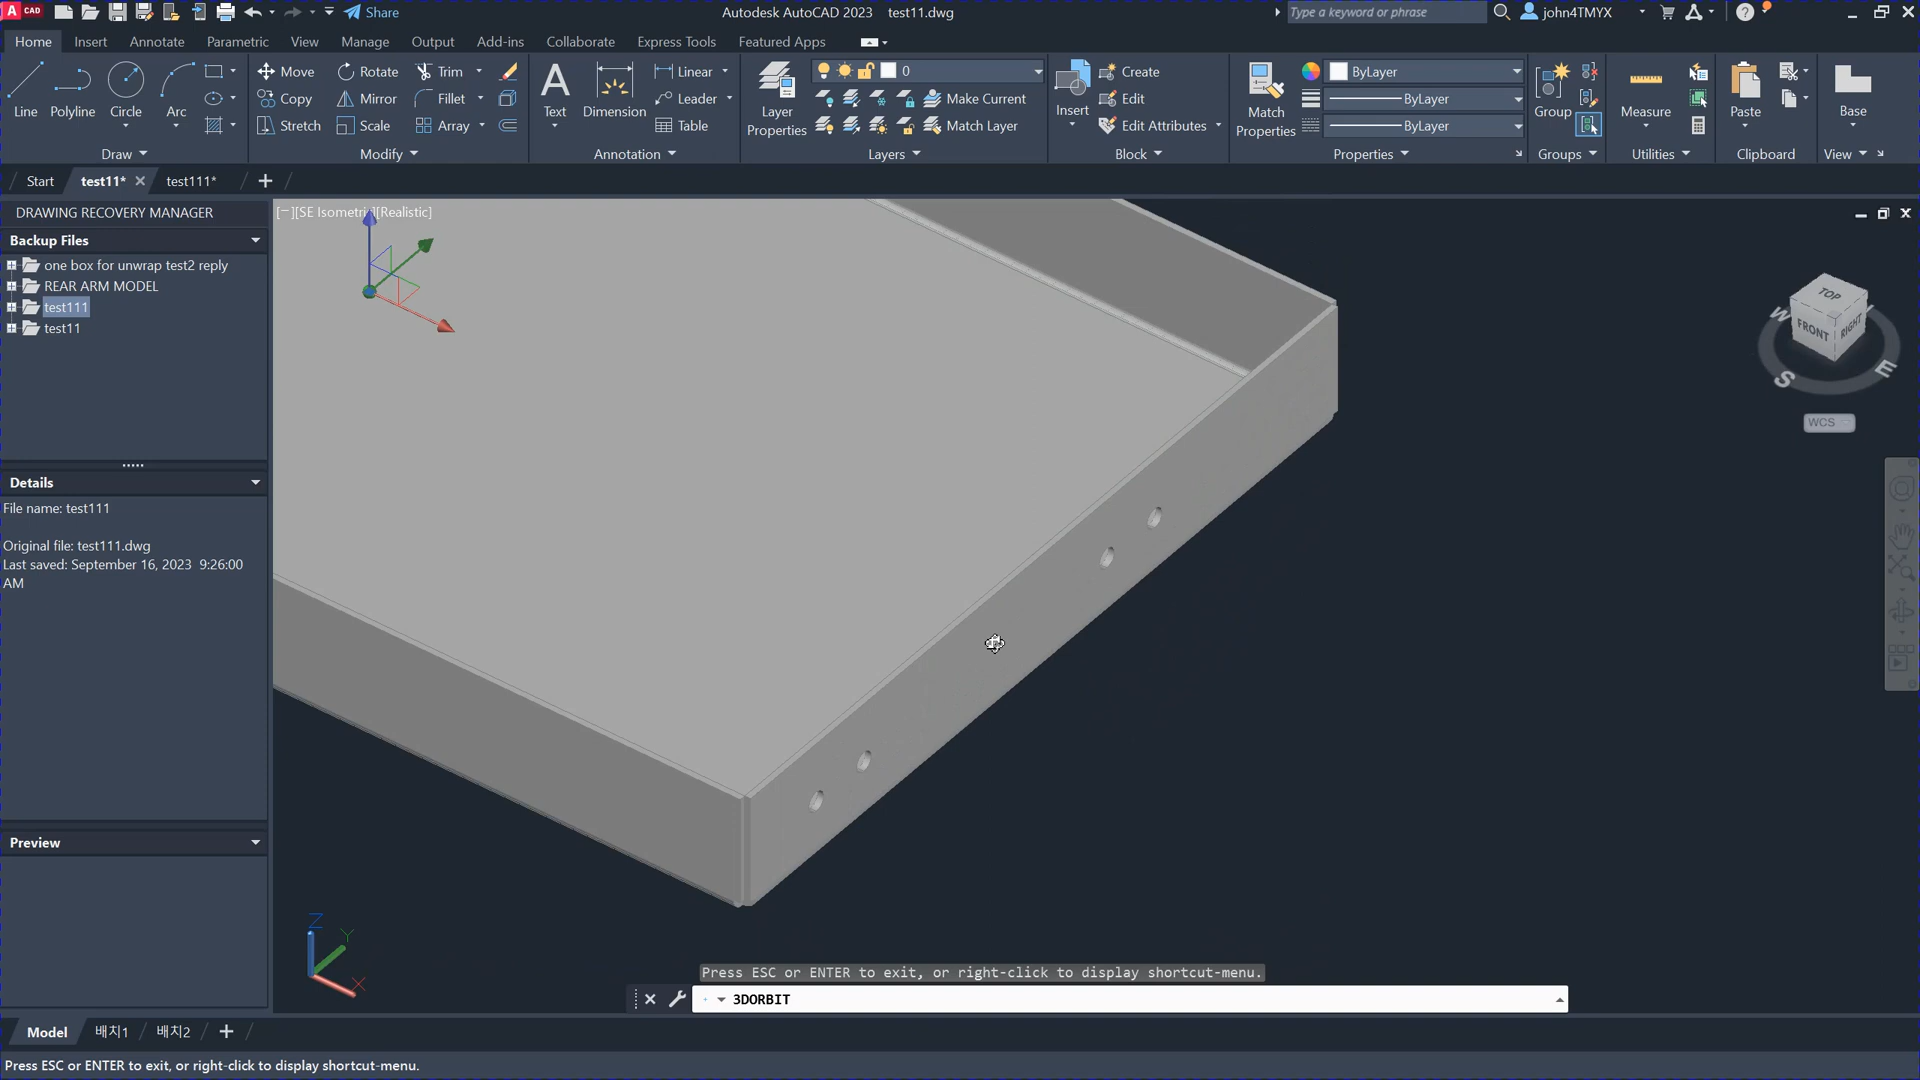 A CAD
Share
Autodesk AutoCAD 2023 test11.dwg
Type a keyword or phrase
john4TMYX
Home Insert Annotate Parametric View Manage Output Add-ins Collaborate Express Tools Featured Apps
Line
Polyline
Circle
Arc
Draw
Move
Rotate
Trim
Copy
Mirror
Fillet
Stretch
Scale
Array
Modify
Text
Dimension
Linear
Leader
Table
Annotation
Layer
Properties
0
Make Current
Match Layer
Layers
Insert
Create
Edit
Edit Attributes
Block
Match
Properties
ByLayer
ByLayer
ByLayer
Properties
Group
Groups
Measure
Utilities
Paste
Clipboard
Base
View
Start test11* test111*
DRAWING RECOVERY MANAGER
Backup Files
one box for unwrap test2 reply
REAR ARM MODEL
test111
test11
Details
File name: test111
Original file: test111.dwg
Last saved: September 16, 2023 9:26:00
AM
Preview
[−][SE Isometric][Realistic]
TOP
W
FRONT
RIGHT
S
E
WCS
Z
Y
X
Press ESC or ENTER to exit, or right-click to display shortcut-menu.
3DORBIT
Model 배치1 배치2
Press ESC or ENTER to exit, or right-click to display shortcut-menu.